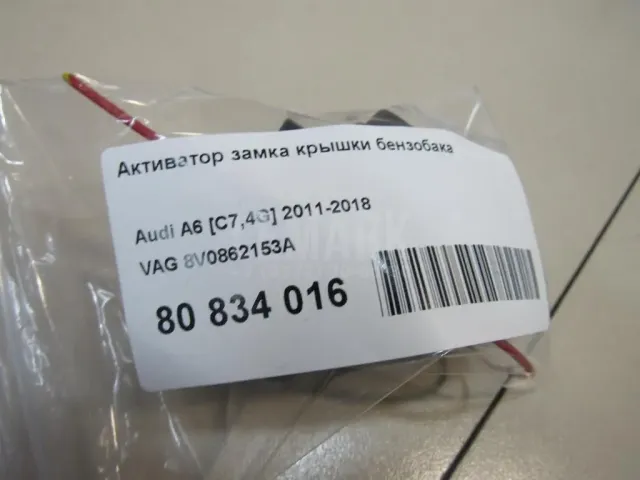 Активатор замка крышки бензобака
Audi A6 [C7,4G] 2011-2018
VAG 8V0862153A
80 834 016